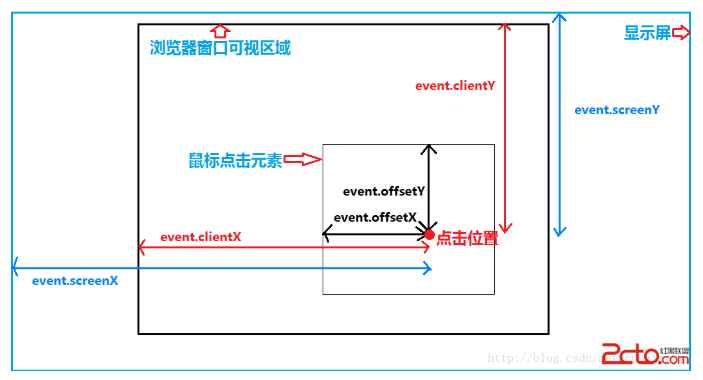 浏览器窗口可视区域
显示屏
event.clientY
event.screenY
鼠标点击元素
event.offsetY
event.offsetX
event.clientX
点击位置
event.screenX
http://blog.csdn
2cto
.com